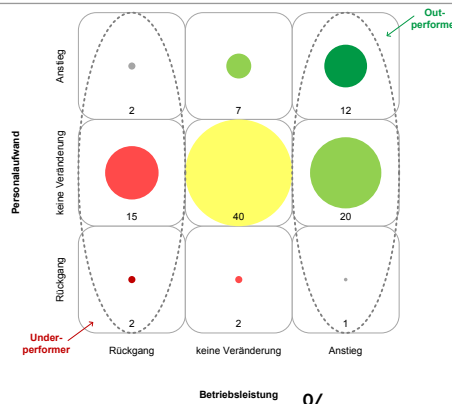 Out-
performe
Anstieg
2
7
12
Personalaufwand
keine Veränderung
15
40
20
Rückgang
2
2
1
Under-
performer
Rückgang
keine Veränderung
Anstieg
Betriebsleistung